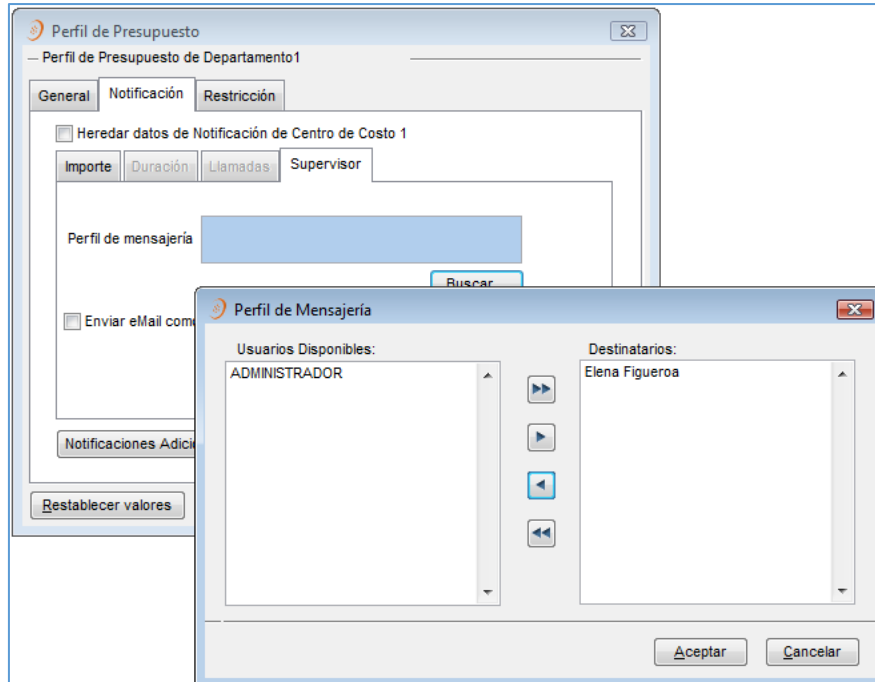 Perfil de Presupuesto
Perfil de Presupuesto de Departamento1
General Notificación Restricción
Heredar datos de Notificación de Centro de Costo 1
Importe Duración Llamadas Supervisor
Perfil de mensajería
Buscar...
Enviar eMail como
Notificaciones Adici
Restablecer valores
Perfil de Mensajería
Usuarios Disponibles: Destinatarios:
ADMINISTRADOR Elena Figueroa
Aceptar Cancelar